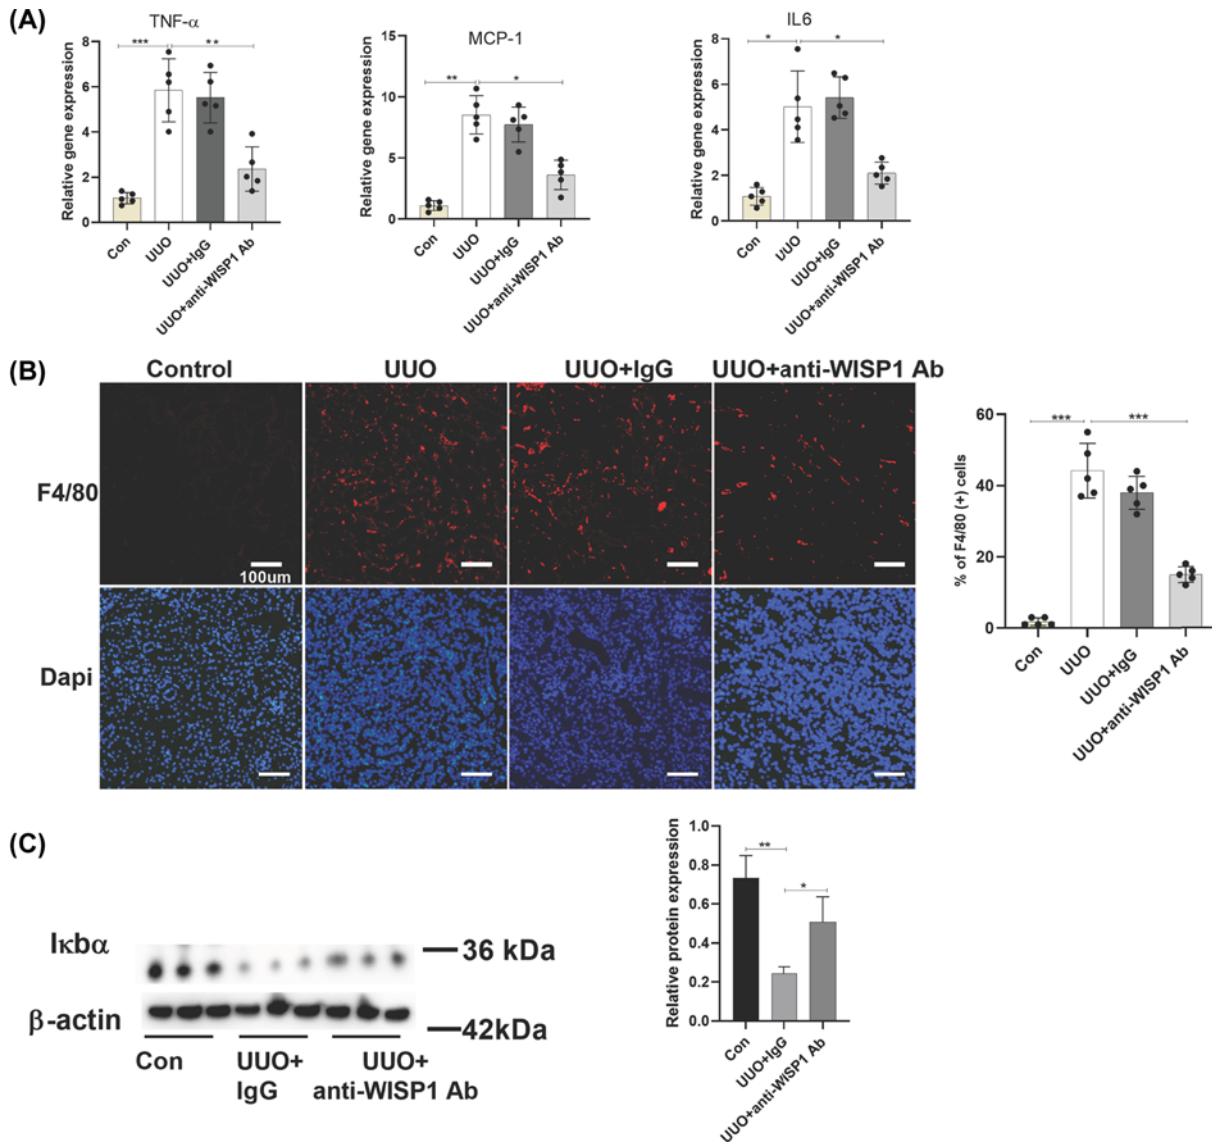 (A)
TNF-α
MCP-1
IL6
Relative gene expression
8
6
4
2
0
***
**
Con
UUO
UUO+IgG
UUO+anti-WISP1 Ab
Relative gene expression
15
10
5
0
**
*
Con
UUO
UUO+IgG
UUO+anti-WISP1 Ab
Relative gene expression
8
6
4
2
0
*
*
Con
UUO
UUO+IgG
UUO+anti-WISP1 Ab
(B)
Control
UUO
UUO+IgG
UUO+anti-WISP1 Ab
F4/80
100um
Dapi
% of F4/80 (+) cells
60
40
20
0
***
***
Con
UUO
UUO+IgG
UUO+anti-WISP1 Ab
(C)
Iκbα
36 kDa
β-actin
42kDa
Con
UUO+
IgG
UUO+
anti-WISP1 Ab
Relative protein expression
1.0
0.8
0.6
0.4
0.2
0.0
**
*
Con
UUO+IgG
UUO+anti-WISP1 Ab